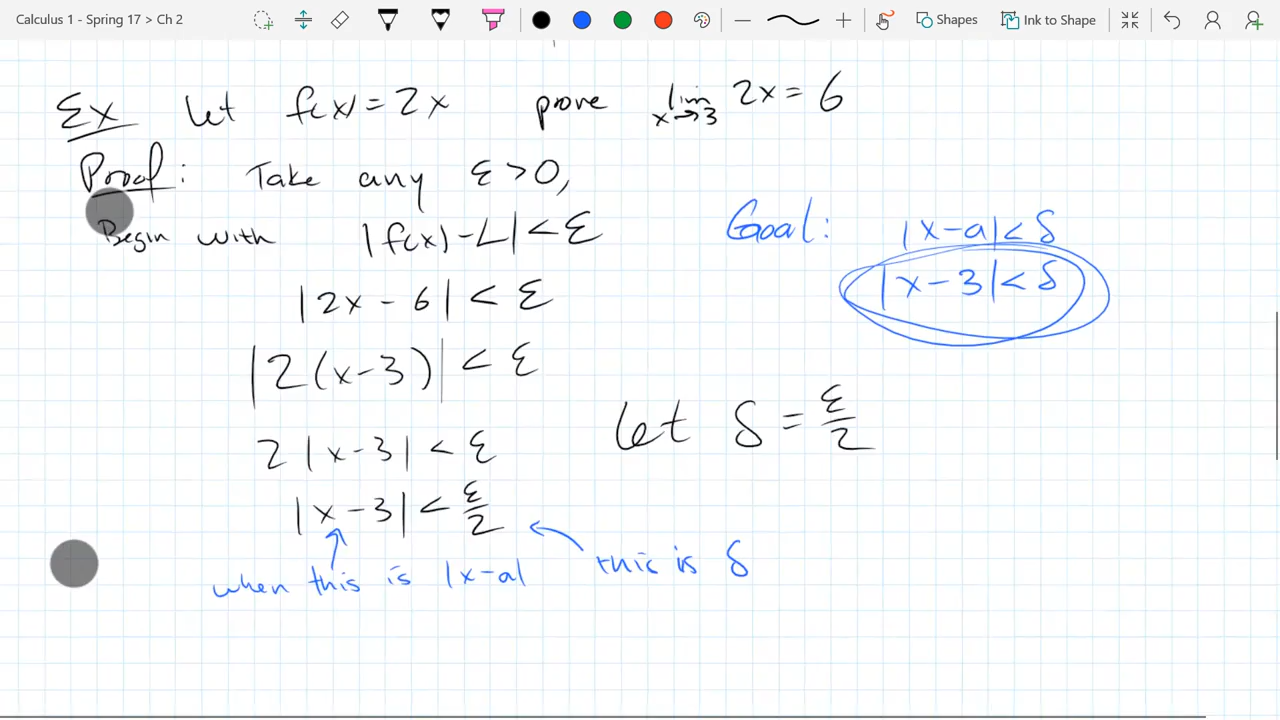 Calculus 1 - Spring 17 > Ch 2
Shapes
Ink to Shape
Ex Let f(x) = 2x prove lim x→3 2x = 6
Proof: Take any ε > 0,
Begin with |f(x) - L| < ε
Goal: |x - a| < δ
|x - 3| < δ
|2x - 6| < ε
|2(x - 3)| < ε
2|x - 3| < ε
|x - 3| < ε/2
let δ = ε/2
when this is |x - a|
this is δ